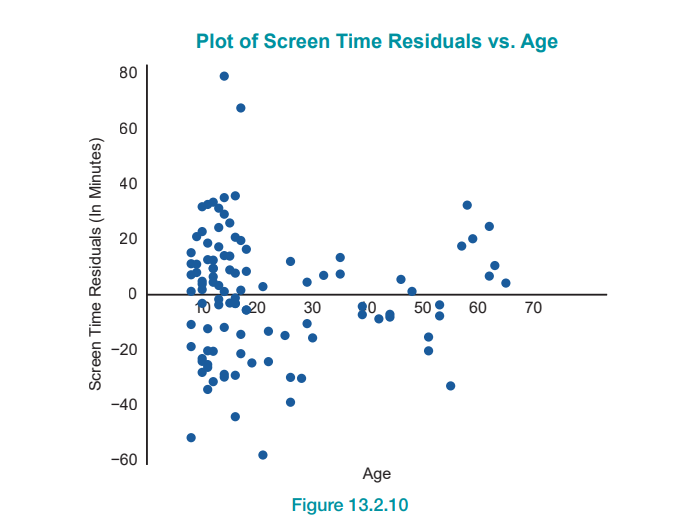 Plot of Screen Time Residuals vs. Age
Screen Time Residuals (In Minutes)
80
60
40
20
0
−20
−40
−60
10 20 30 40 50 60 70
Age
Figure 13.2.10